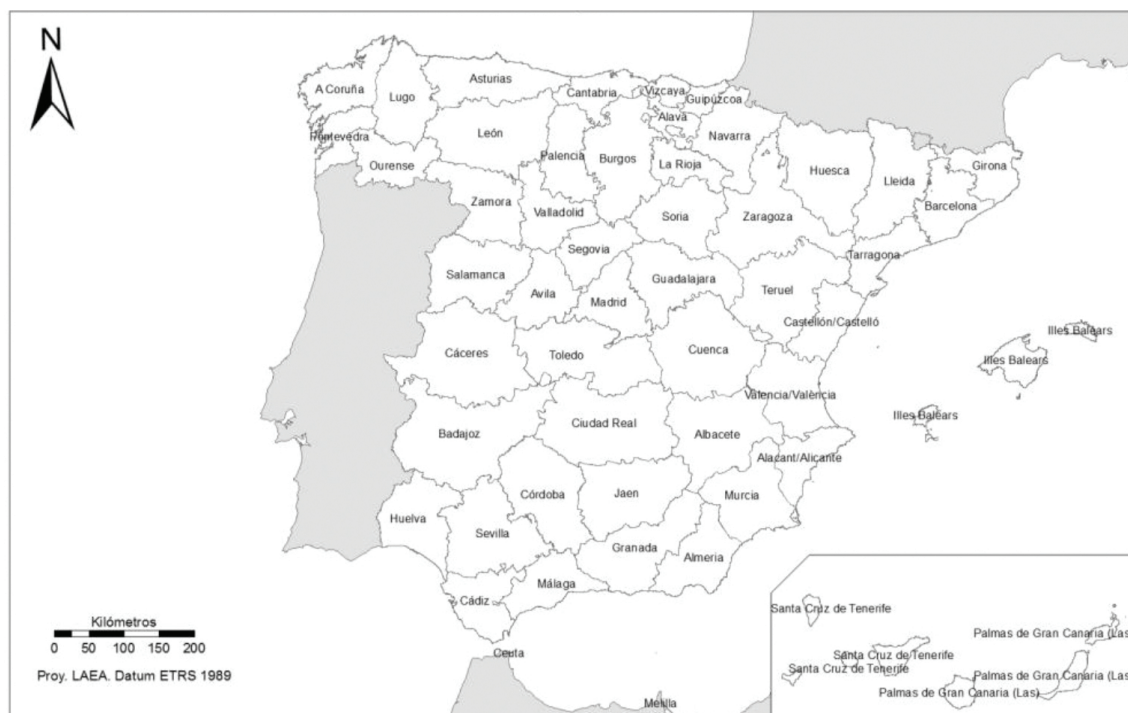 N
A Coruña
Lugo
Asturias
Cantabria
Vizcaya
Guipúzcoa
Alava
Navarra
Pontevedra
Ourense
León
Palencia
Burgos
La Rioja
Huesca
Lleida
Girona
Barcelona
Zamora
Valladolid
Soria
Zaragoza
Tarragona
Segovia
Salamanca
Avila
Madrid
Guadalajara
Teruel
Castellón/Castelló
Cáceres
Toledo
Cuenca
Illes Balears
Illes Balears
Illes Balears
Valencia/València
Badajoz
Ciudad Real
Albacete
Alacant/Alicante
Huelva
Sevilla
Córdoba
Jaen
Murcia
Granada
Almeria
Cádiz
Málaga
Ceuta
Melilla
Kilómetros
0 50 100 150 200
Proy. LAEA. Datum ETRS 1989
Santa Cruz de Tenerife
Santa Cruz de Tenerife
Santa Cruz de Tenerife
Palmas de Gran Canaria (Las
Palmas de Gran Canaria (Las
Palmas de Gran Canaria (Las)